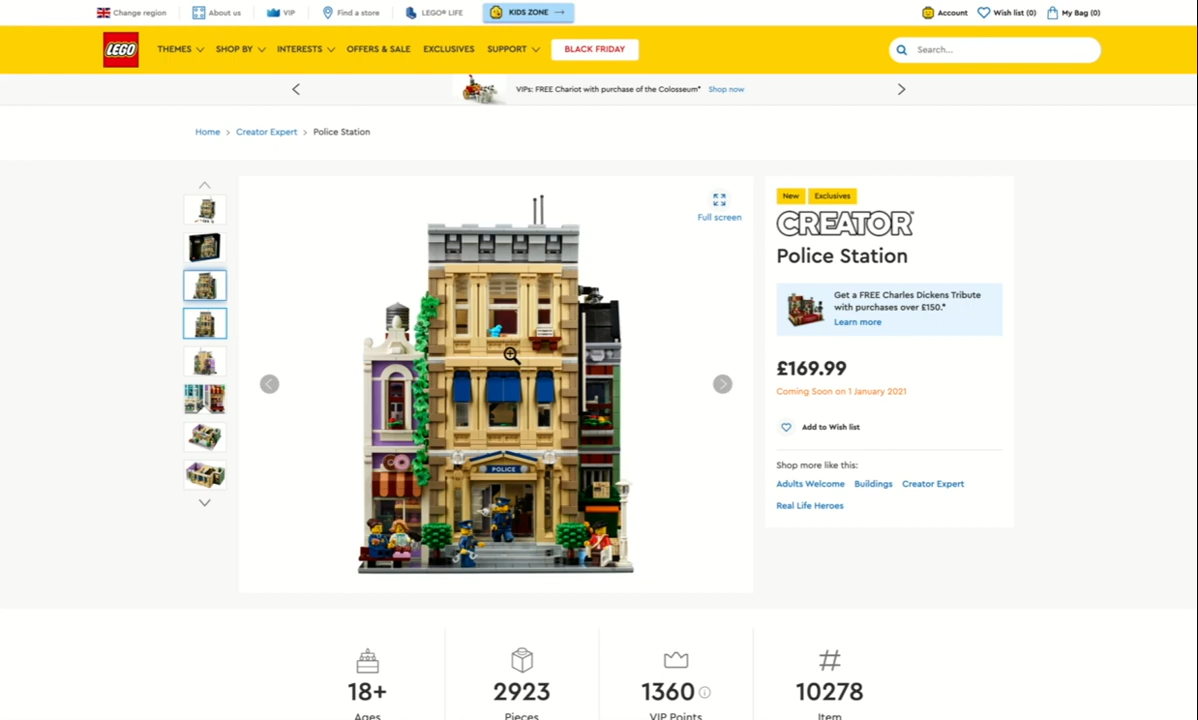 Change region
About us
VIP
Find a store
LEGO® LIFE
KIDS ZONE →
Account
Wish list (0)
My Bag (0)
LEGO
THEMES
SHOP BY
INTERESTS
OFFERS & SALE
EXCLUSIVES
SUPPORT
BLACK FRIDAY
Search...
VIPs: FREE Chariot with purchase of the Colosseum* Shop now
Home > Creator Expert > Police Station
Full screen
POLICE
New
Exclusives
CREATOR
Police Station
Get a FREE Charles Dickens Tribute
with purchases over £150.*
Learn more
£169.99
Coming Soon on 1 January 2021
Add to Wish list
Shop more like this:
Adults Welcome Buildings Creator Expert
Real Life Heroes
18+
Ages
2923
Pieces
1360
VIP Points
#
10278
Item